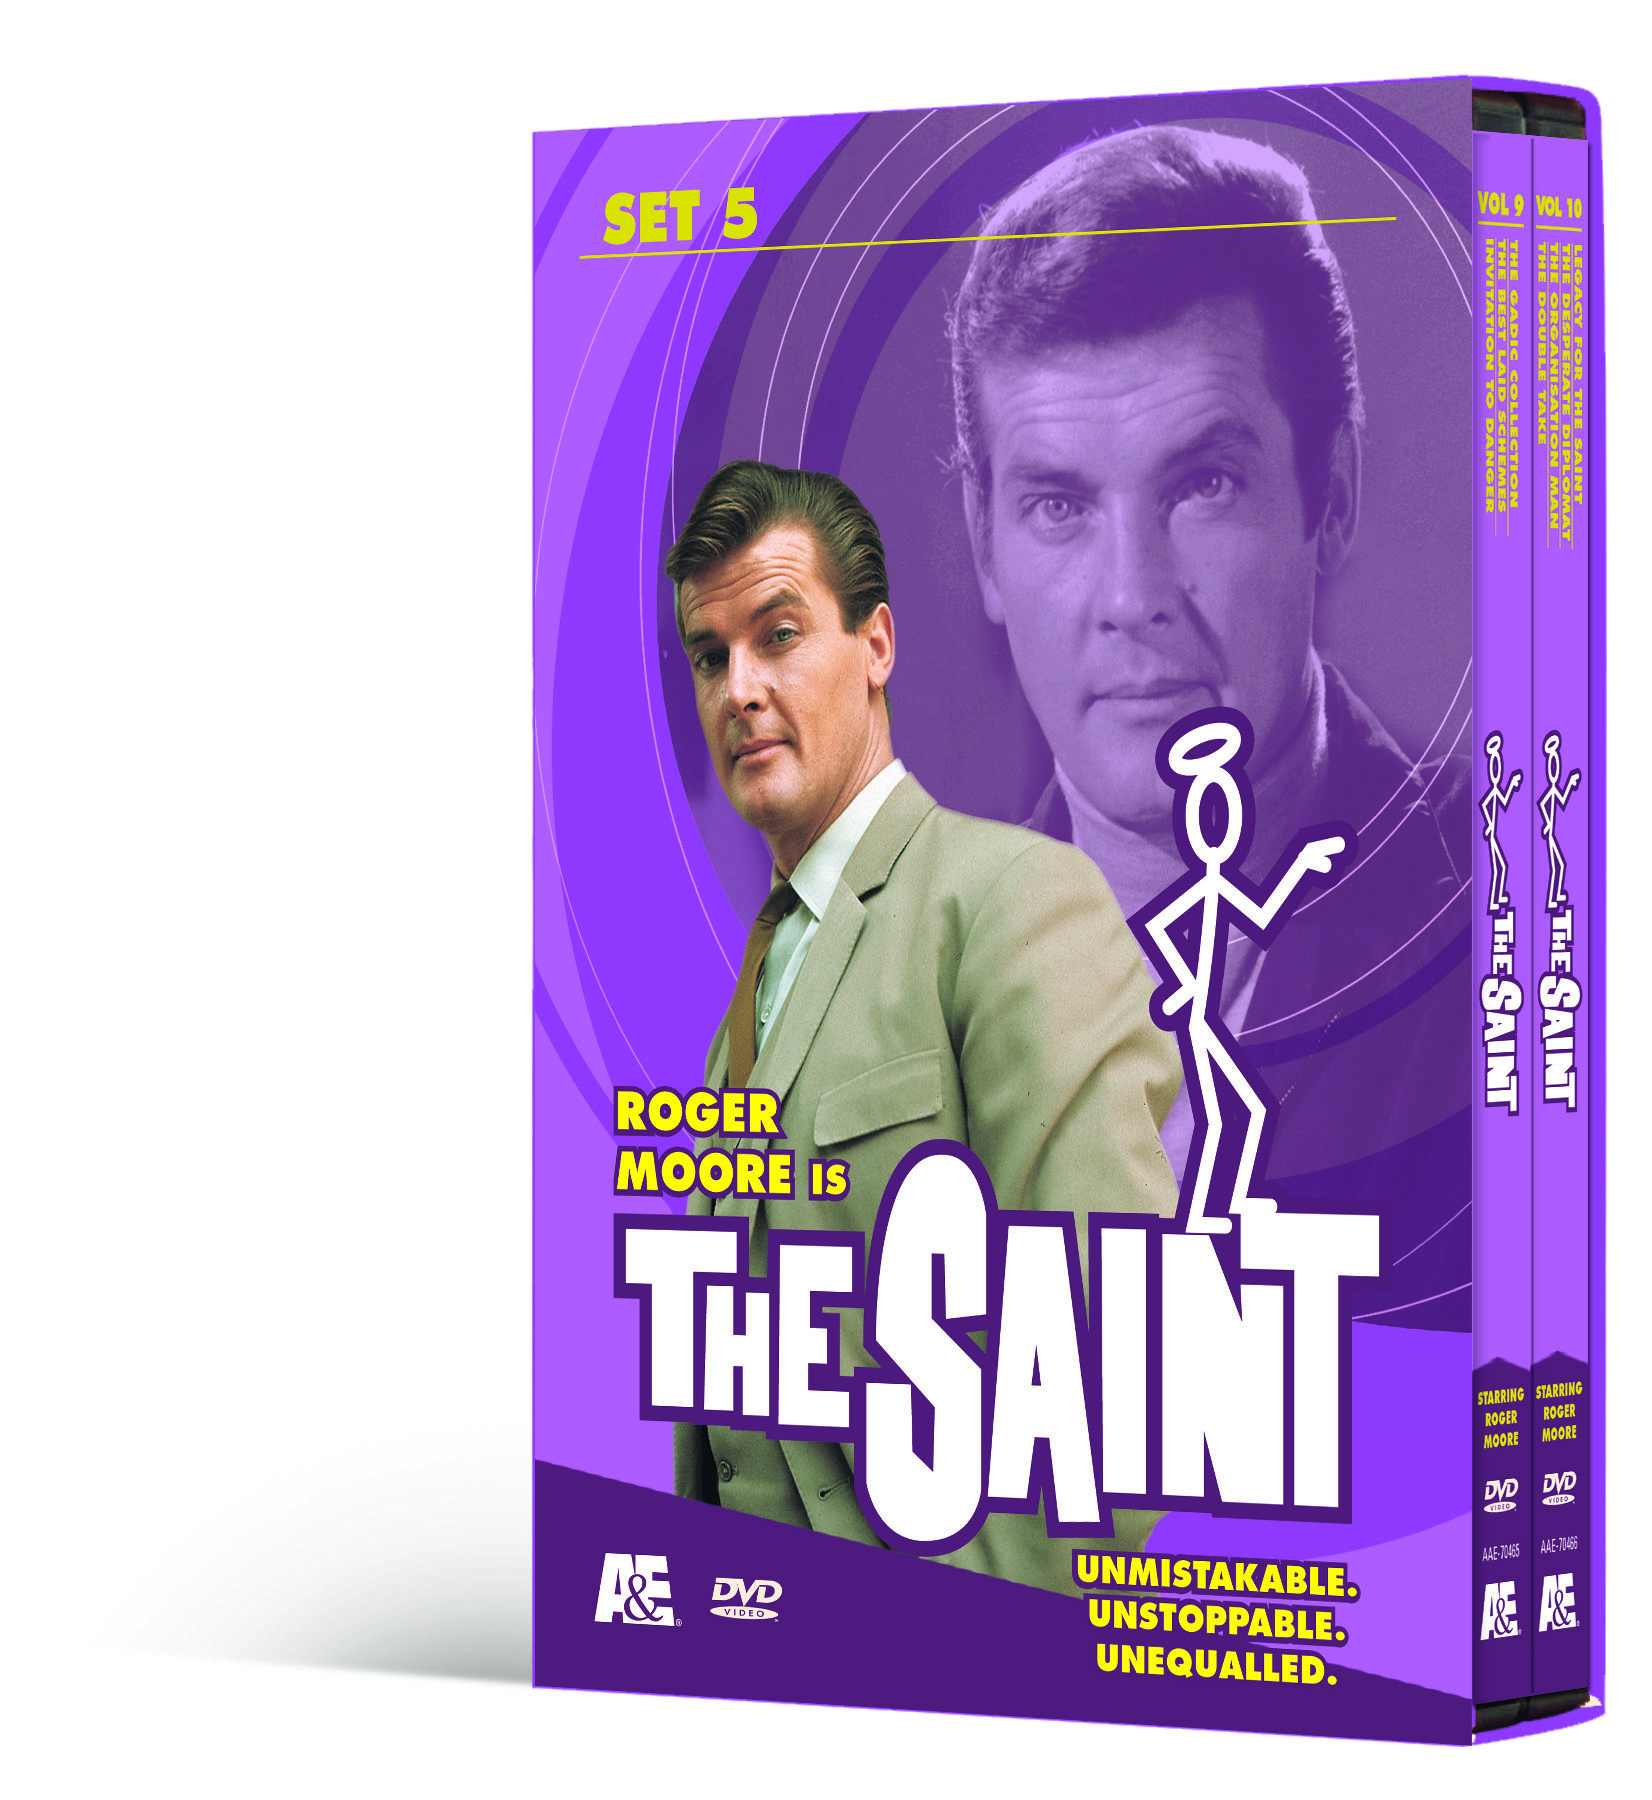 SET 5
ROGER
MOORE IS
THE SAINT
UNMISTAKABLE.
UNSTOPPABLE.
UNEQUALLED.
A&E®
DVD
VIDEO
VOL 9
THE GADIC COLLECTION
THE BEST LAID SCHEMES
INVITATION TO DANGER
THE SAINT
STARRING
ROGER
MOORE
DVD
VIDEO
AAE-70465
A&E
VOL 10
LEGACY FOR THE SAINT
THE DESPERATE DIPLOMAT
THE ORGANISATION MAN
THE DOUBLE TAKE
THE SAINT
STARRING
ROGER
MOORE
DVD
VIDEO
AAE-70466
A&E